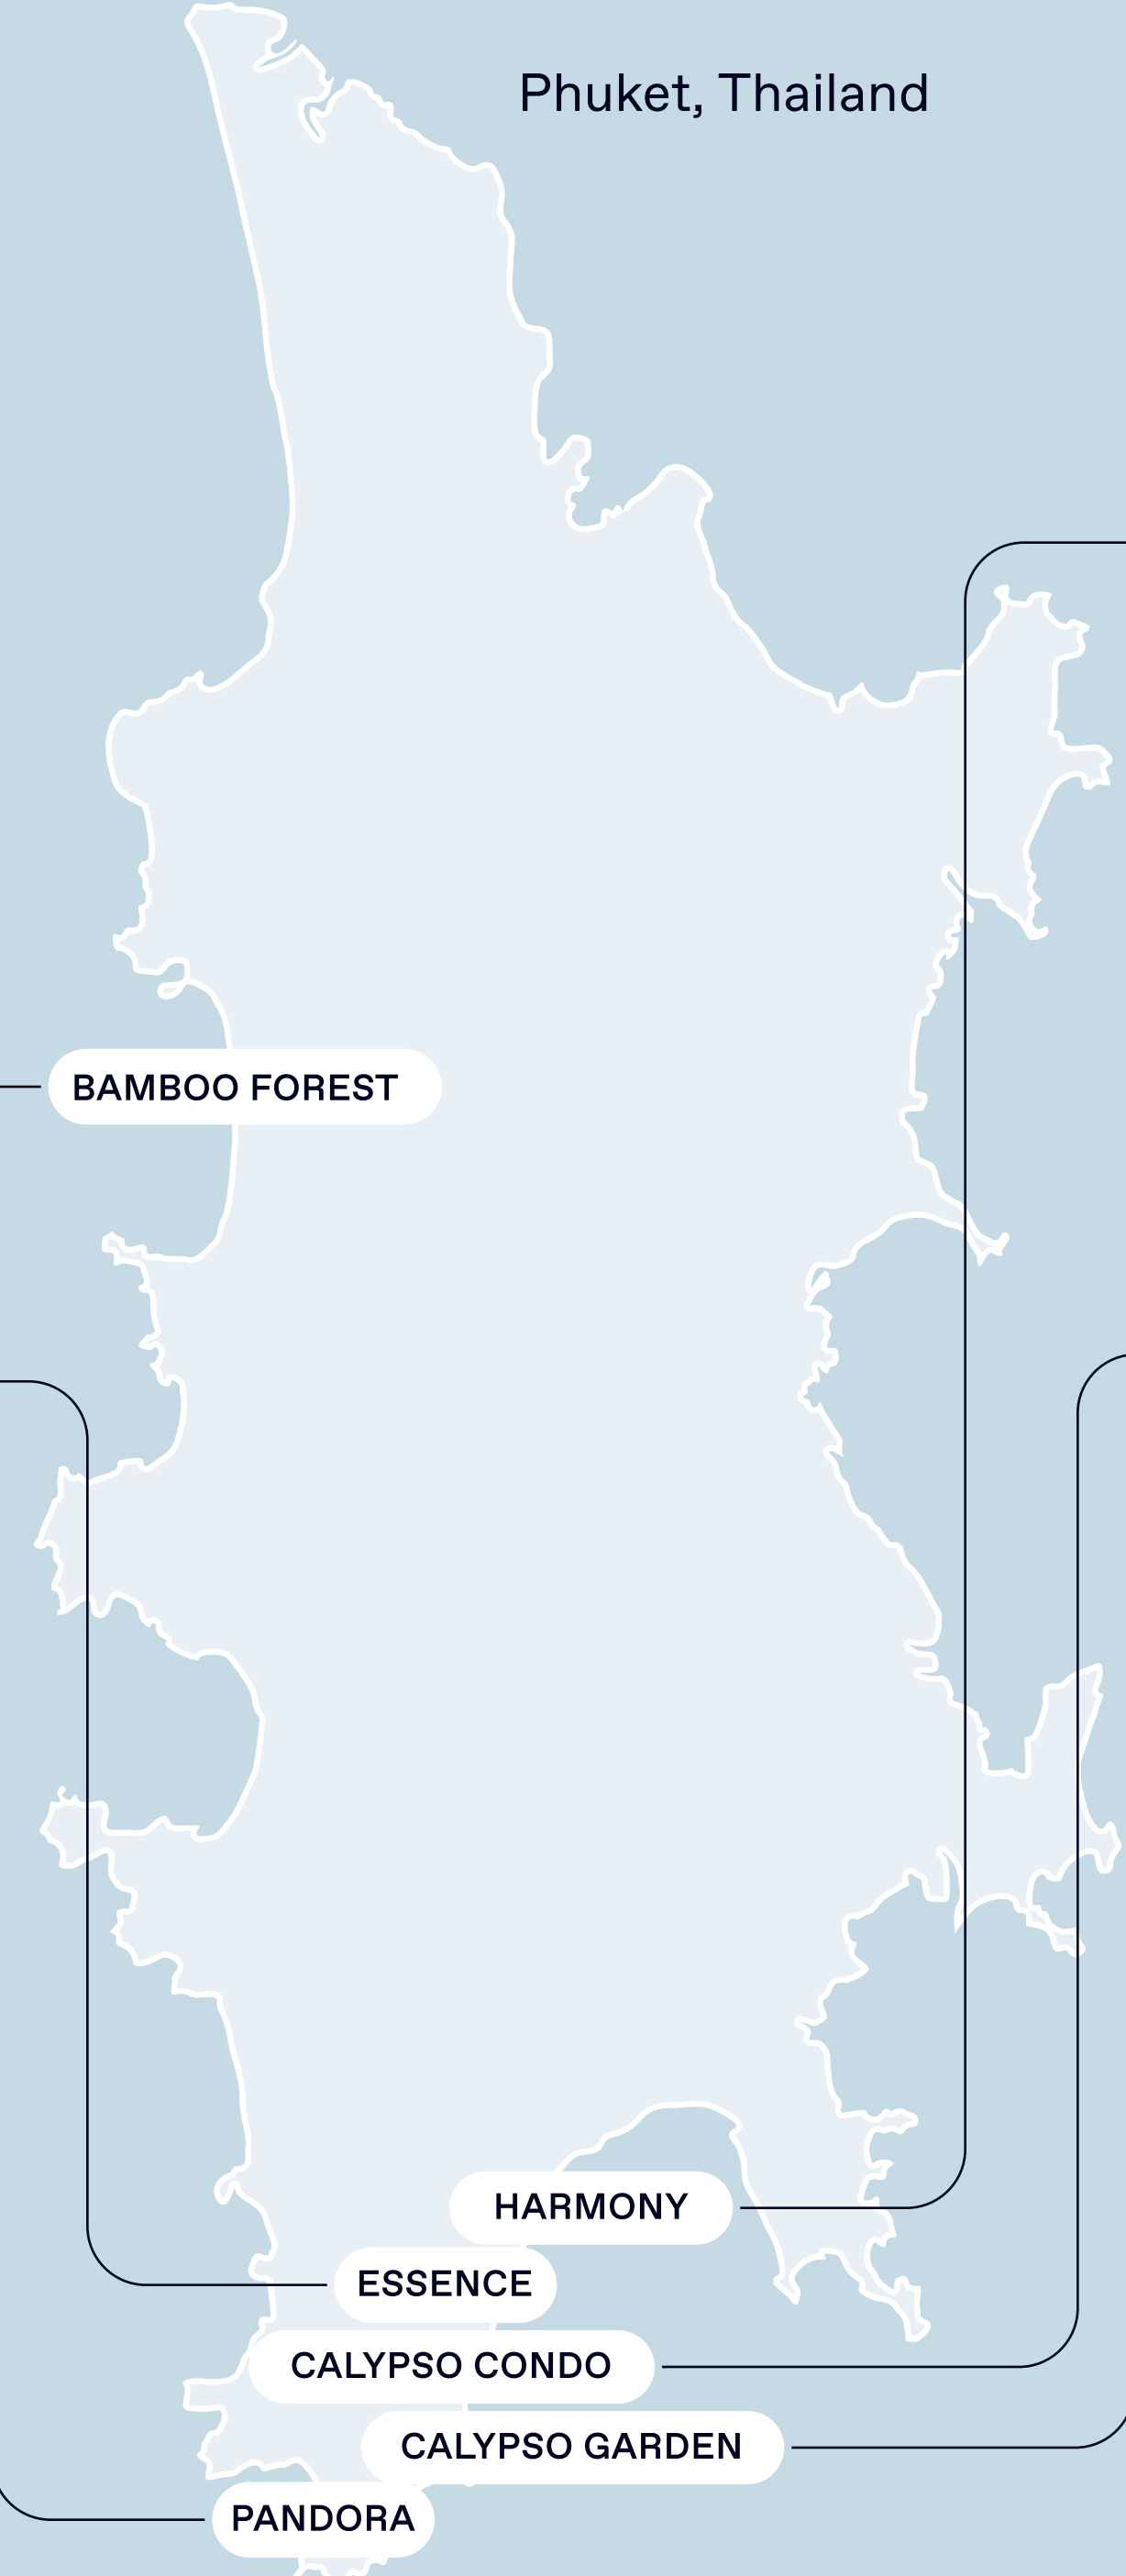 Phuket, Thailand
BAMBOO FOREST
HARMONY
ESSENCE
CALYPSO CONDO
CALYPSO GARDEN
PANDORA